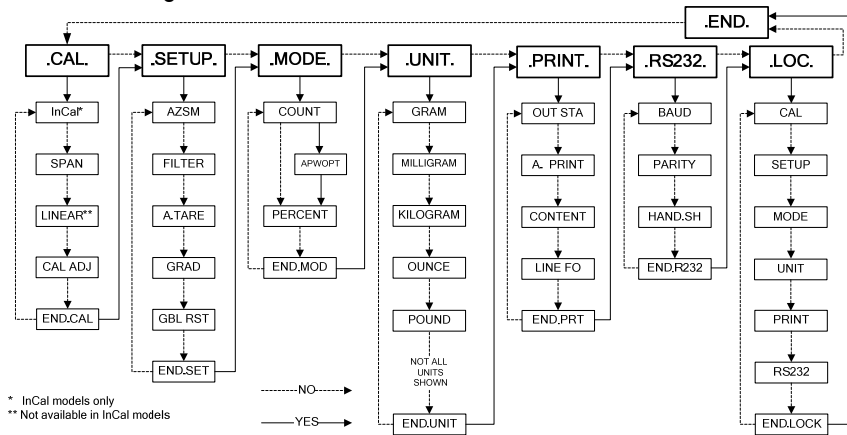 .END.
.CAL.
.SETUP.
.MODE.
.UNIT.
.PRINT.
.RS232.
.LOC.
InCal*
SPAN
LINEAR**
CAL ADJ
END.CAL
AZSM
FILTER
A.TARE
GRAD
GBL RST
END.SET
COUNT
APWOPT
PERCENT
END.MOD
GRAM
MILLIGRAM
KILOGRAM
OUNCE
POUND
NOT ALL
UNITS
SHOWN
END.UNIT
OUT STA
A.. PRINT
CONTENT
LINE FO
END.PRT
BAUD
PARITY
HAND.SH
END.R232
CAL
SETUP
MODE
UNIT
PRINT
RS232
END.LOCK
NO
YES
* InCal models only
** Not available in InCal models